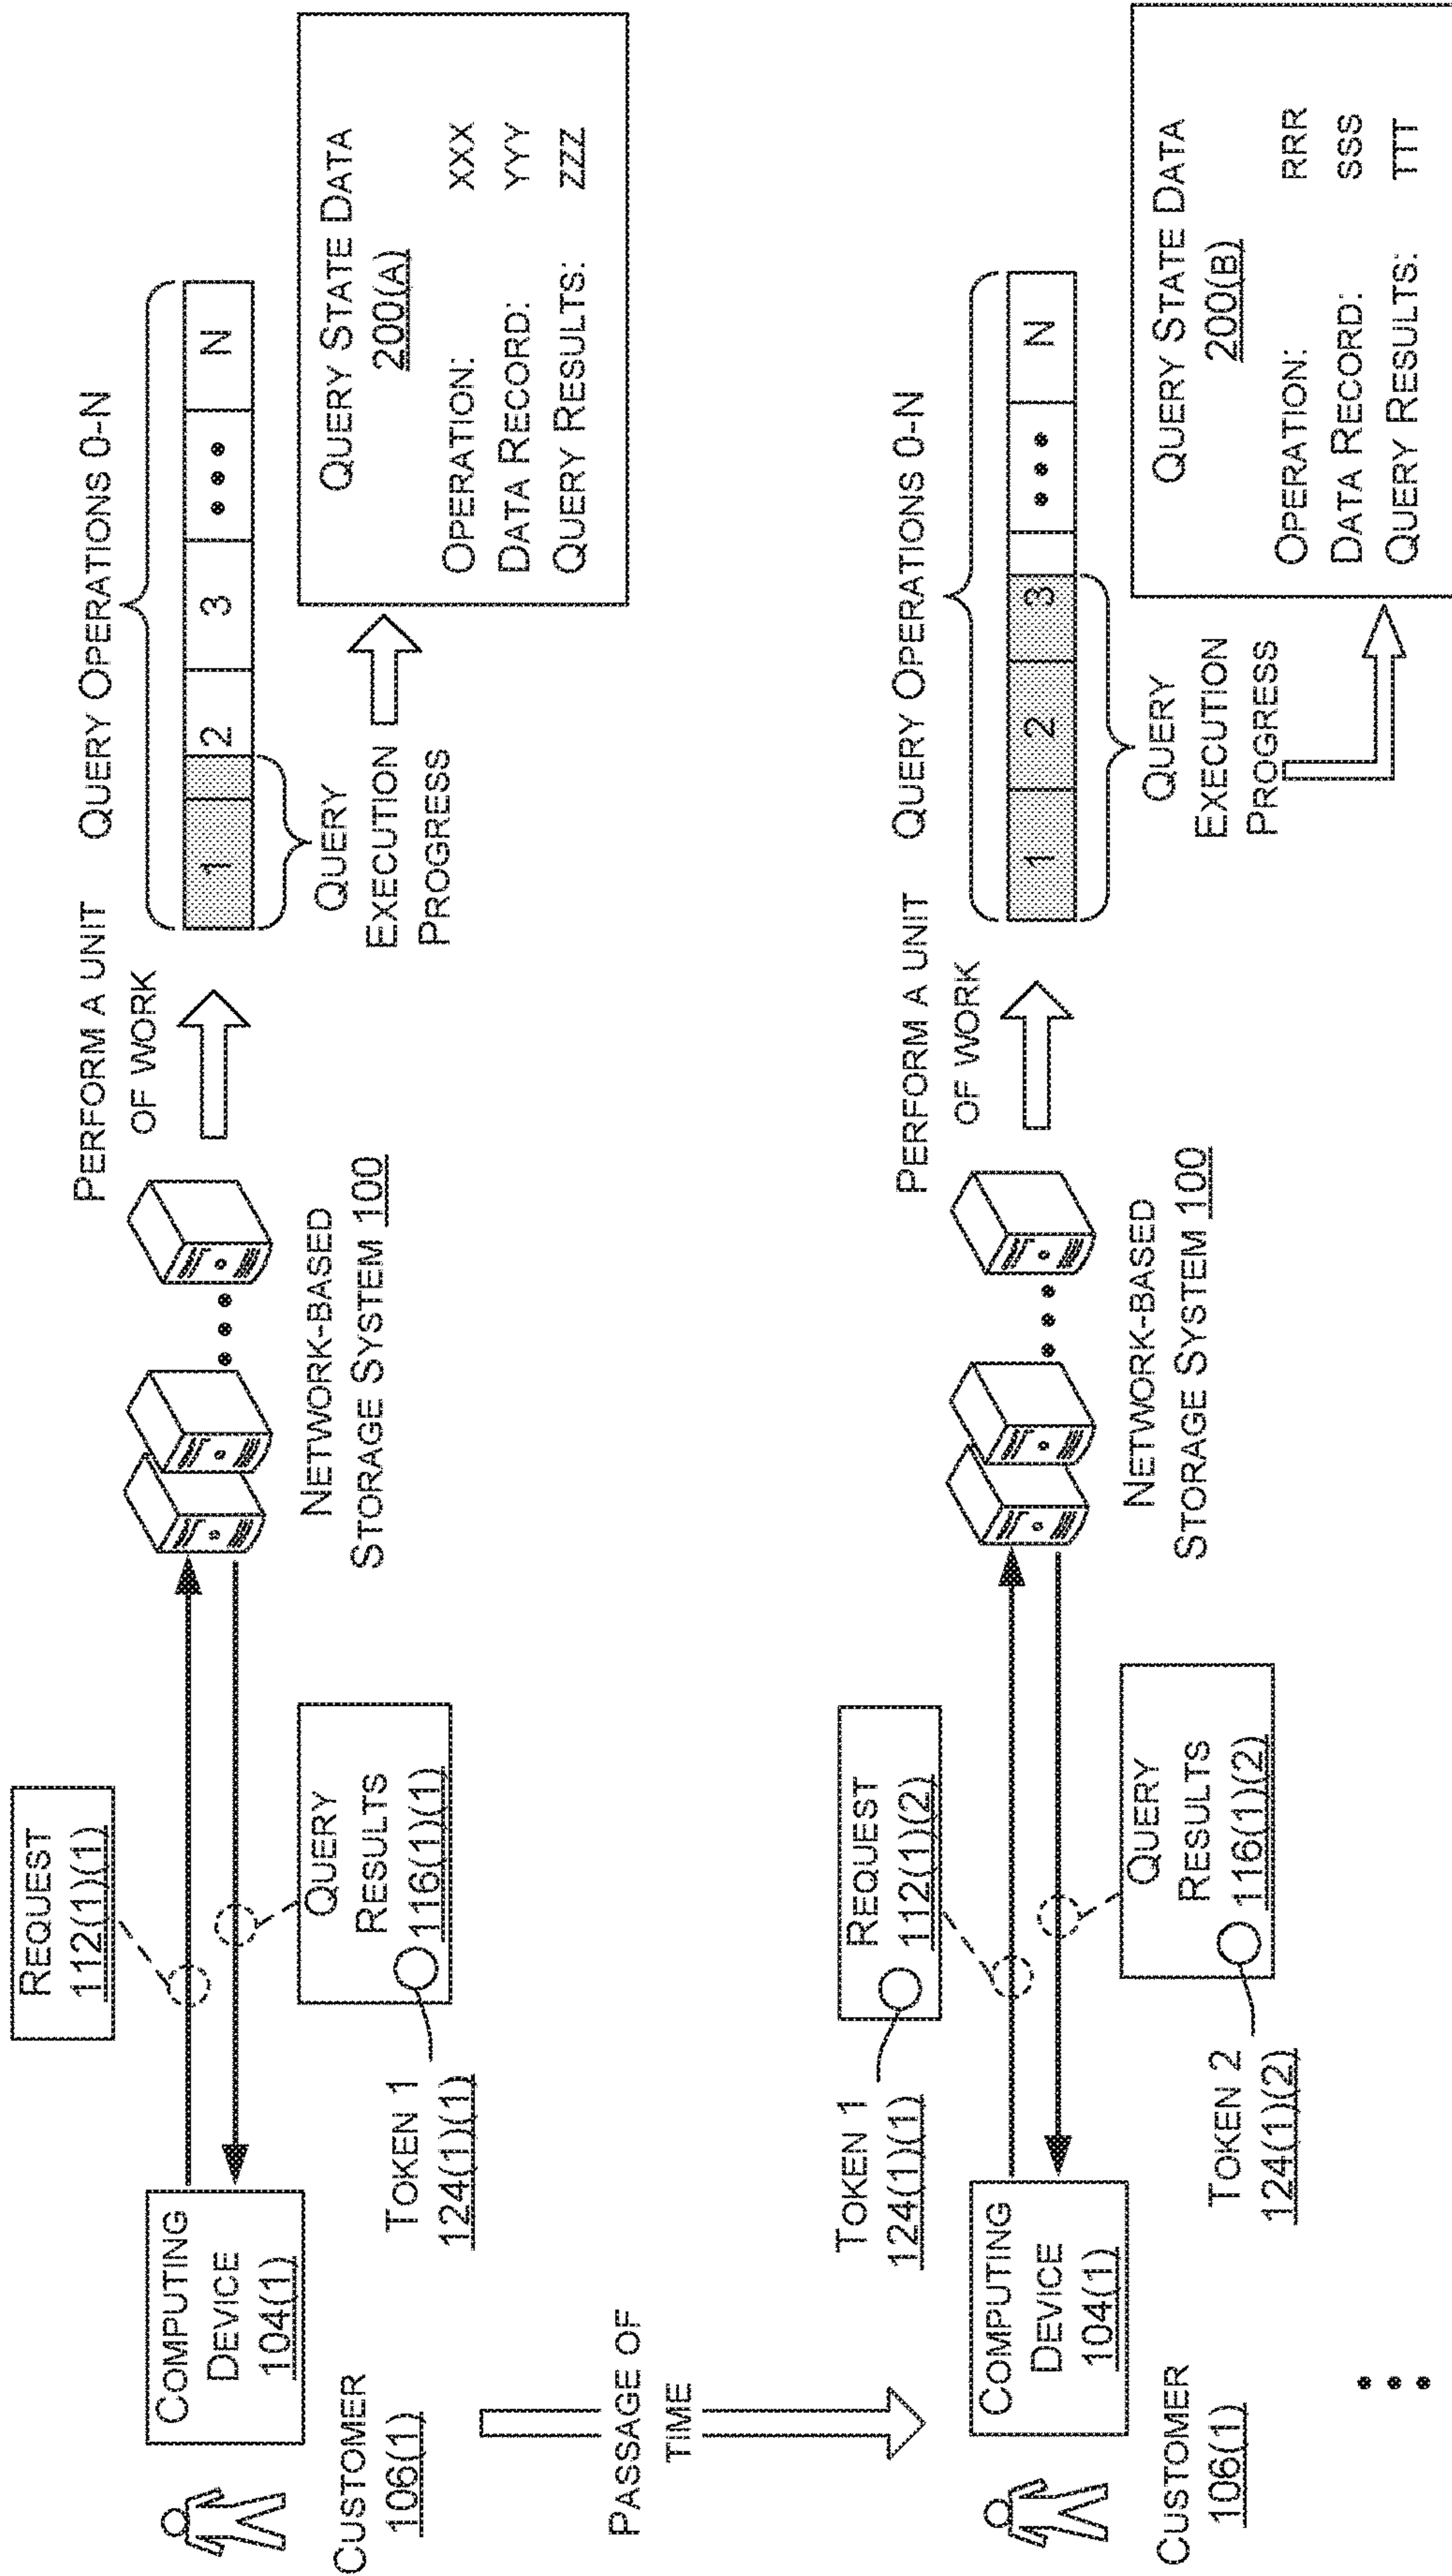 REQUEST
112(1)(1)
COMPUTING
DEVICE
104(1)
CUSTOMER
106(1)
QUERY
RESULTS
116(1)(1)
TOKEN 1
124(1)(1)
NETWORK-BASED
STORAGE SYSTEM 100
PERFORM A UNIT
OF WORK
QUERY OPERATIONS 0-N
1
2
3
N
QUERY
EXECUTION
PROGRESS
QUERY STATE DATA
200(A)
OPERATION: XXX
DATA RECORD: YYY
QUERY RESULTS: ZZZ
PASSAGE OF
TIME
REQUEST
112(1)(2)
TOKEN 1
124(1)(1)
COMPUTING
DEVICE
104(1)
CUSTOMER
106(1)
QUERY
RESULTS
116(1)(2)
TOKEN 2
124(1)(2)
NETWORK-BASED
STORAGE SYSTEM 100
PERFORM A UNIT
OF WORK
QUERY OPERATIONS 0-N
1
2
3
N
QUERY
EXECUTION
PROGRESS
QUERY STATE DATA
200(B)
OPERATION: RRR
DATA RECORD: SSS
QUERY RESULTS: TTT